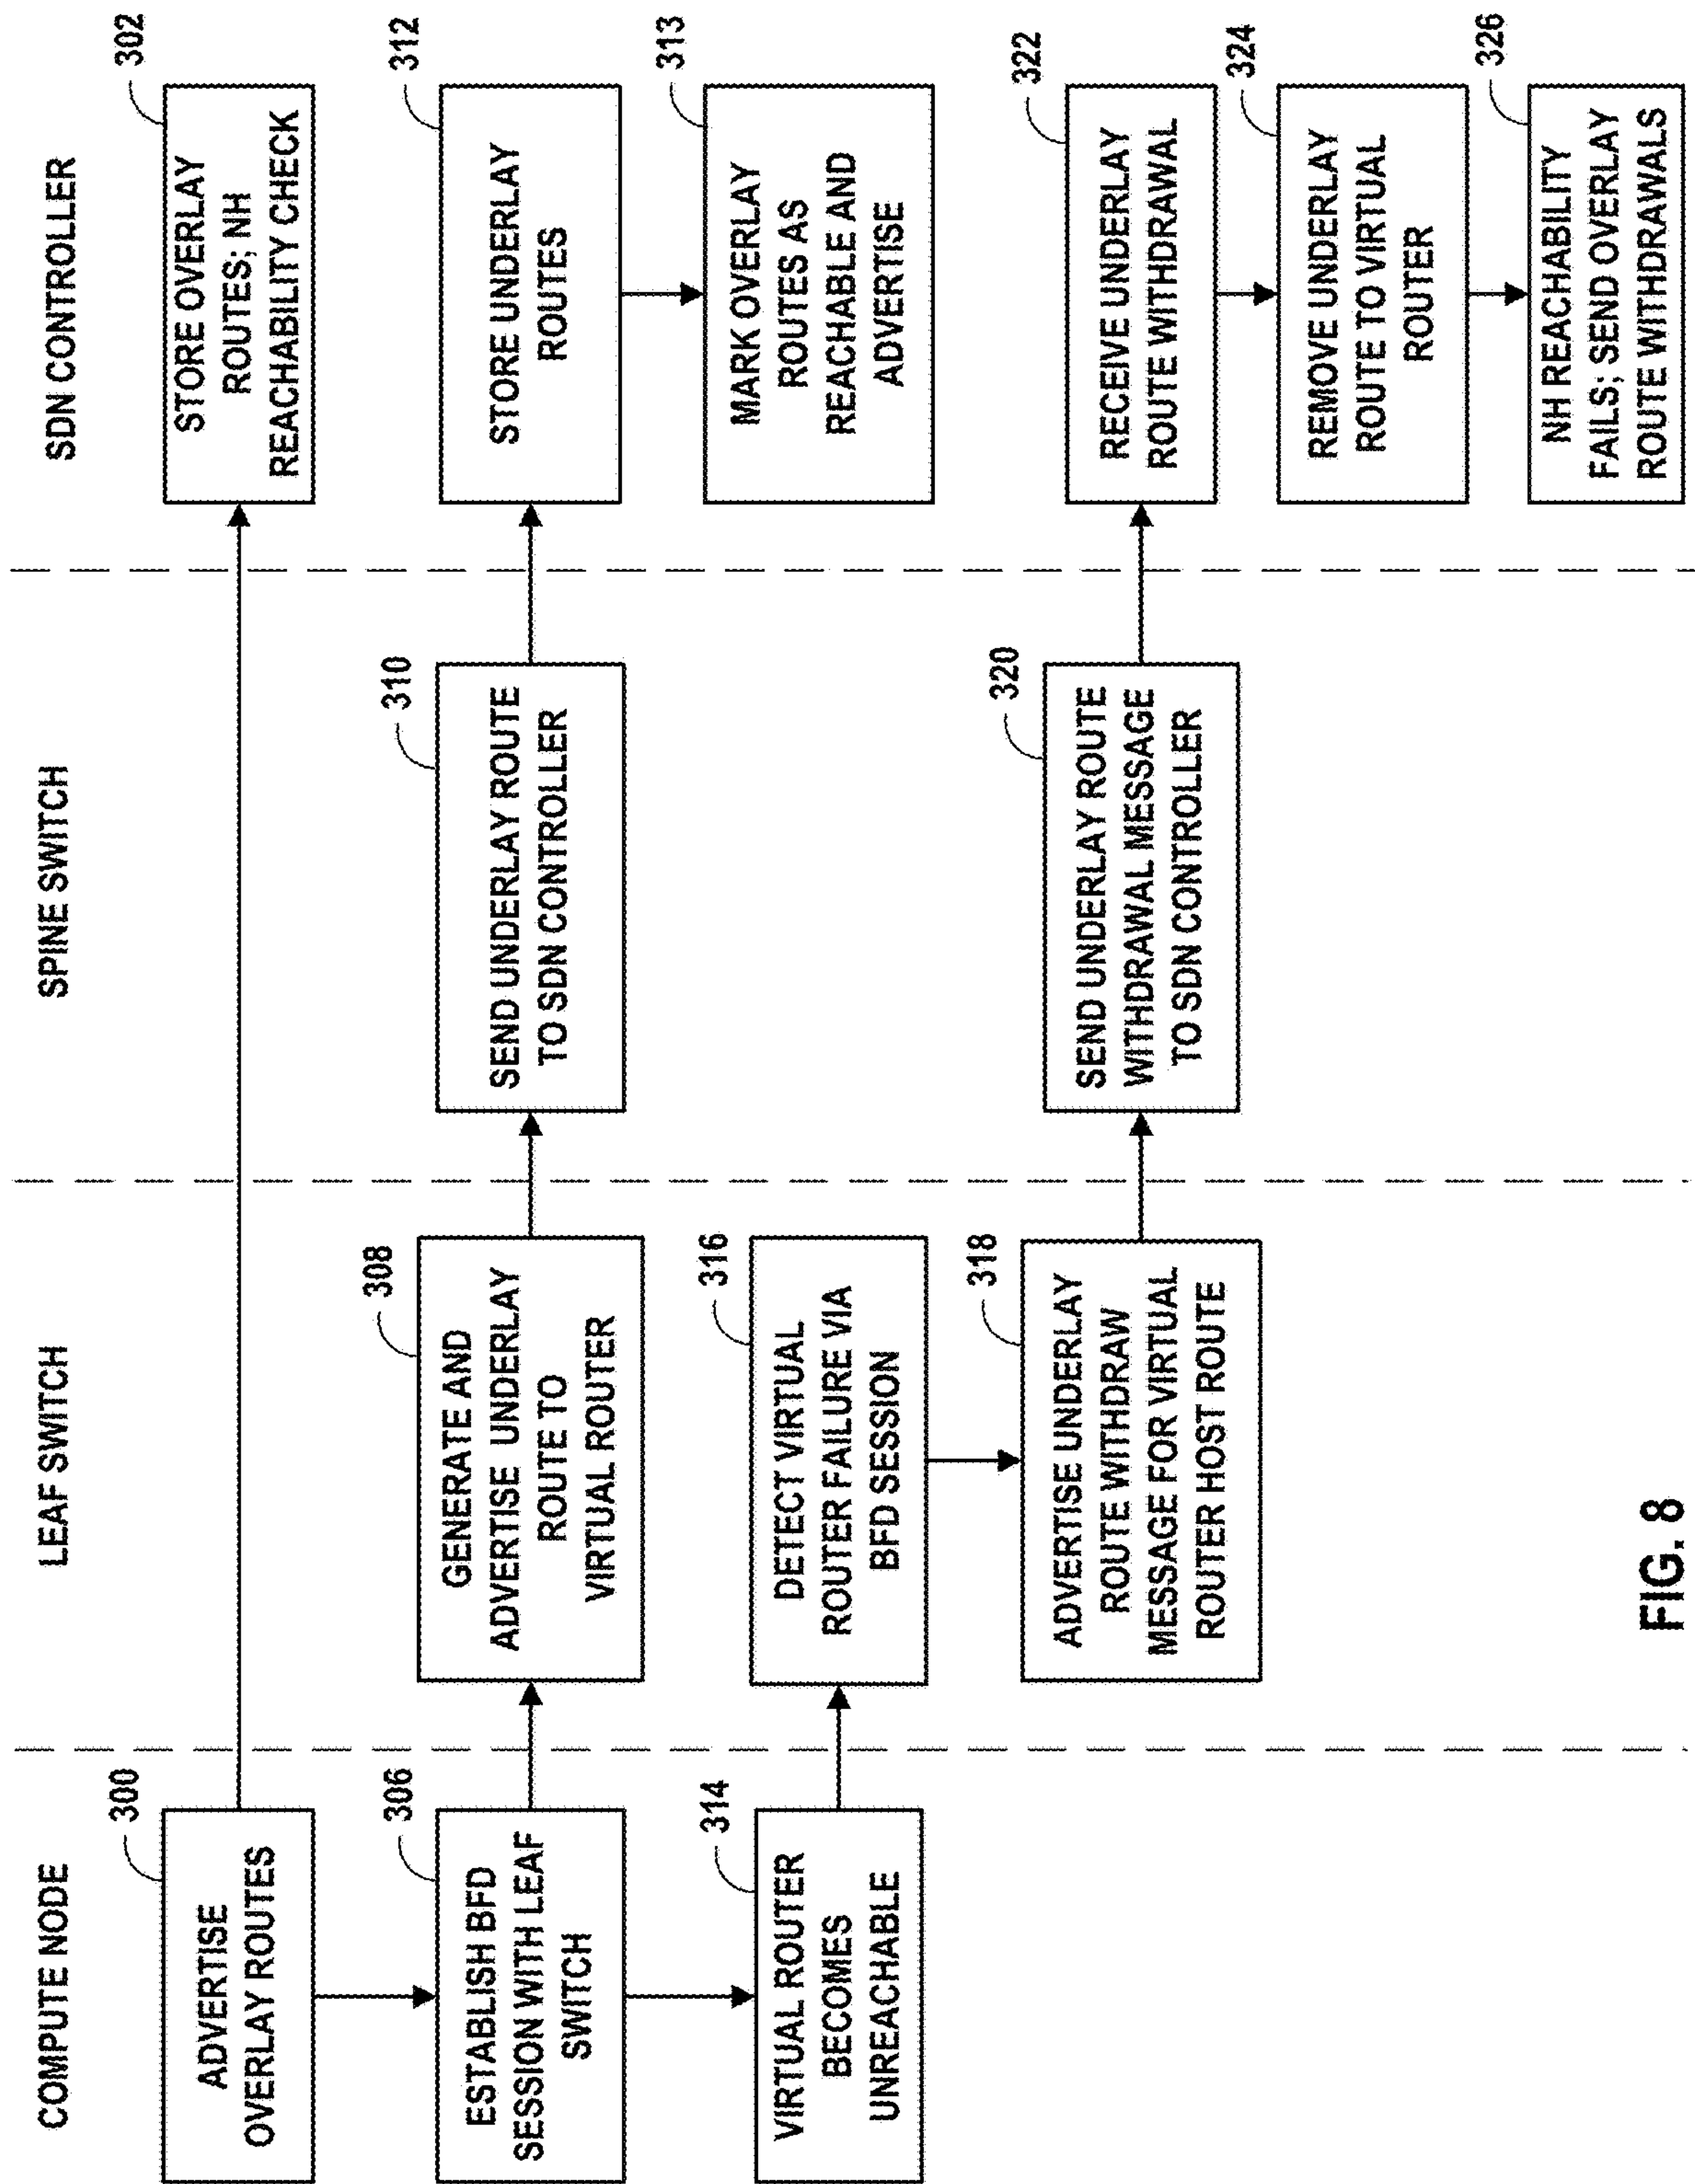 COMPUTE NODE
LEAF SWITCH
SPINE SWITCH
SDN CONTROLLER
300
ADVERTISE
OVERLAY ROUTES
302
STORE OVERLAY
ROUTES; NH
REACHABILITY CHECK
306
ESTABLISH BFD
SESSION WITH LEAF
SWITCH
308
GENERATE AND
ADVERTISE UNDERLAY
ROUTE TO
VIRTUAL ROUTER
310
SEND UNDERLAY ROUTE
TO SDN CONTROLLER
312
STORE UNDERLAY
ROUTES
313
MARK OVERLAY
ROUTES AS
REACHABLE AND
ADVERTISE
314
VIRTUAL ROUTER
BECOMES
UNREACHABLE
316
DETECT VIRTUAL
ROUTER FAILURE VIA
BFD SESSION
318
ADVERTISE UNDERLAY
ROUTE WITHDRAW
MESSAGE FOR VIRTUAL
ROUTER HOST ROUTE
320
SEND UNDERLAY ROUTE
WITHDRAWAL MESSAGE
TO SDN CONTROLLER
322
RECEIVE UNDERLAY
ROUTE WITHDRAWAL
324
REMOVE UNDERLAY
ROUTE TO VIRTUAL
ROUTER
326
NH REACHABILITY
FAILS; SEND OVERLAY
ROUTE WITHDRAWALS
FIG. 8